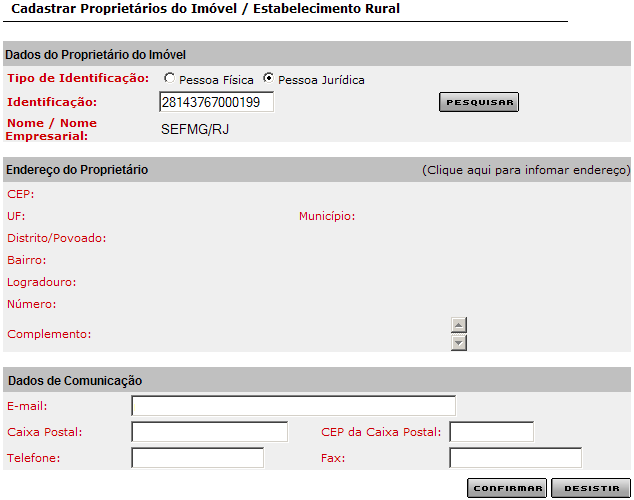 Cadastrar Proprietários do Imóvel / Estabelecimento Rural
Dados do Proprietário do Imóvel
Tipo de Identificação: Pessoa Física Pessoa Jurídica
Identificação: 28143767000199 PESQUISAR
Nome / Nome
Empresarial: SEFMG/RJ
Endereço do Proprietário (Clique aqui para infomar endereço)
CEP:
UF: Município:
Distrito/Povoado:
Bairro:
Logradouro:
Número:
Complemento:
Dados de Comunicação
E-mail:
Caixa Postal: CEP da Caixa Postal:
Telefone: Fax:
CONFIRMAR DESISTIR